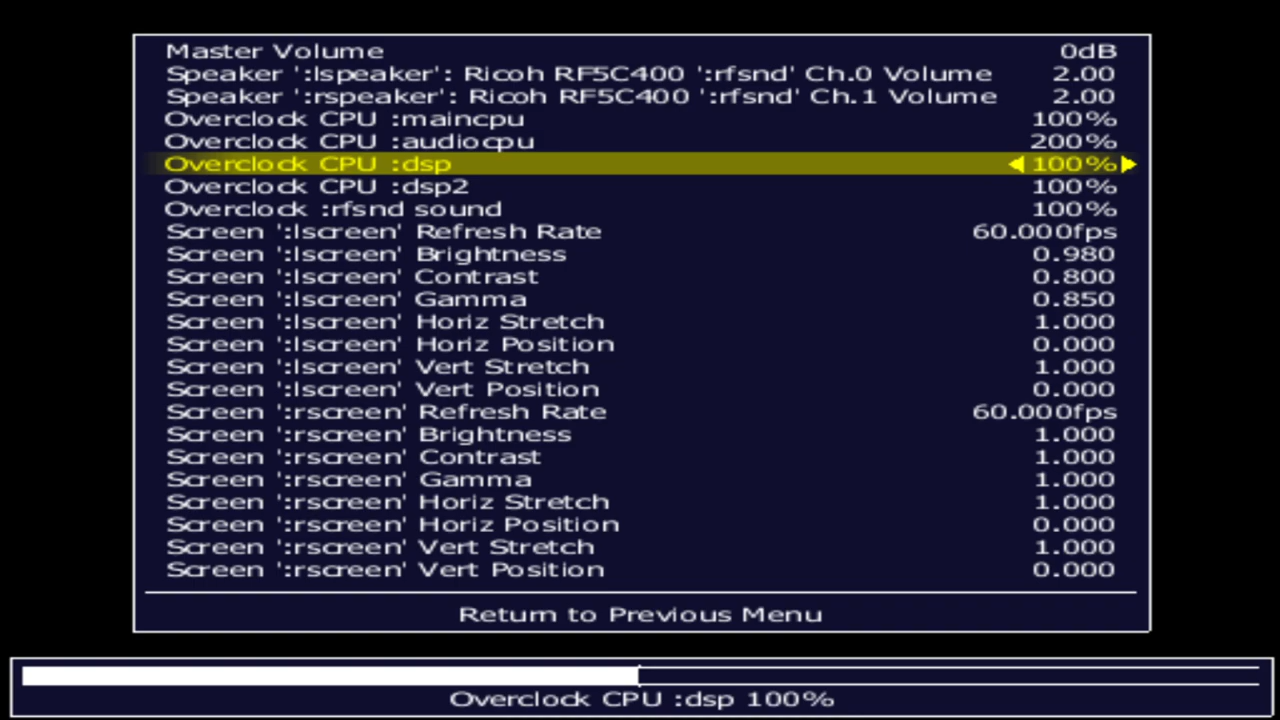 Master Volume 0dB
Speaker ':lspeaker': Ricoh RF5C400 ':rfsnd' Ch.0 Volume 2.00
Speaker ':rspeaker': Ricoh RF5C400 ':rfsnd' Ch.1 Volume 2.00
Overclock CPU :maincpu 100%
Overclock CPU :audiocpu 200%
Overclock CPU :dsp 100%
Overclock CPU :dsp2 100%
Overclock :rfsnd sound 100%
Screen ':lscreen' Refresh Rate 60.000fps
Screen ':lscreen' Brightness 0.980
Screen ':lscreen' Contrast 0.800
Screen ':lscreen' Gamma 0.850
Screen ':lscreen' Horiz Stretch 1.000
Screen ':lscreen' Horiz Position 0.000
Screen ':lscreen' Vert Stretch 1.000
Screen ':lscreen' Vert Position 0.000
Screen ':rscreen' Refresh Rate 60.000fps
Screen ':rscreen' Brightness 1.000
Screen ':rscreen' Contrast 1.000
Screen ':rscreen' Gamma 1.000
Screen ':rscreen' Horiz Stretch 1.000
Screen ':rscreen' Horiz Position 0.000
Screen ':rscreen' Vert Stretch 1.000
Screen ':rscreen' Vert Position 0.000
Return to Previous Menu
Overclock CPU :dsp 100%